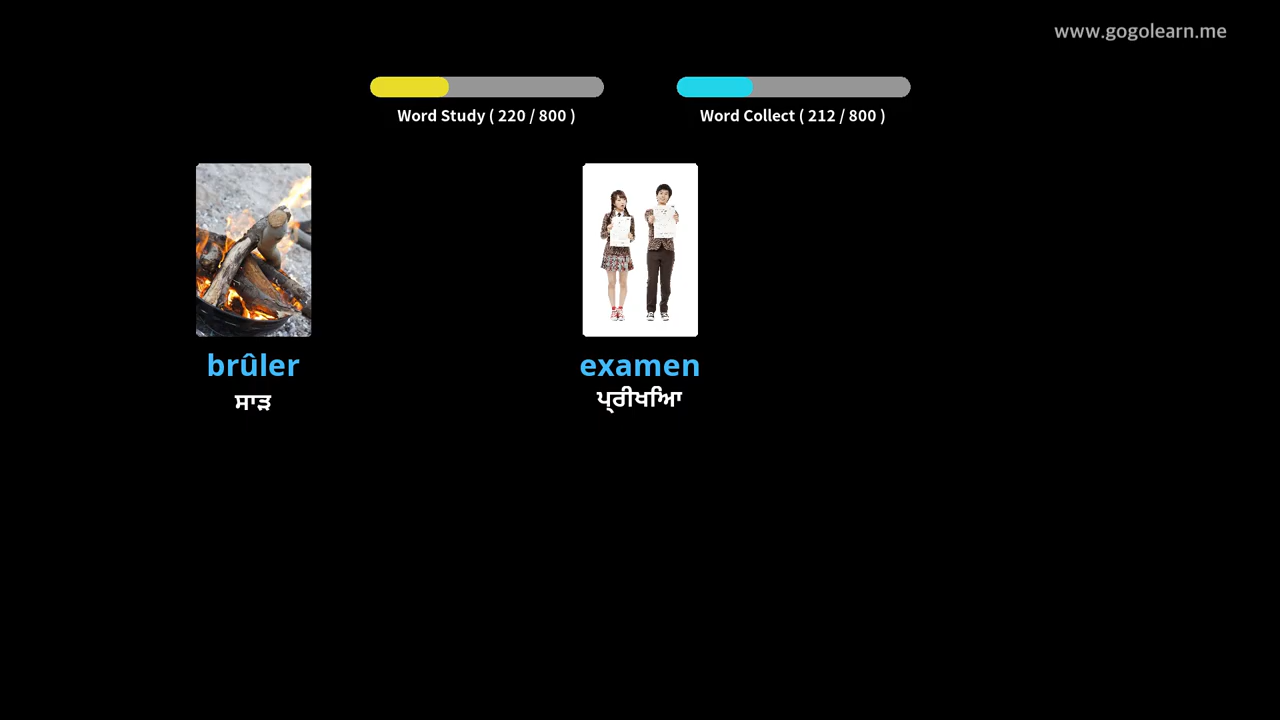 www.gogolearn.me
Word Study ( 220 / 800 )
Word Collect ( 212 / 800 )
brûler
ਸਾੜ
examen
ਪ੍ਰੀਖਿਆ